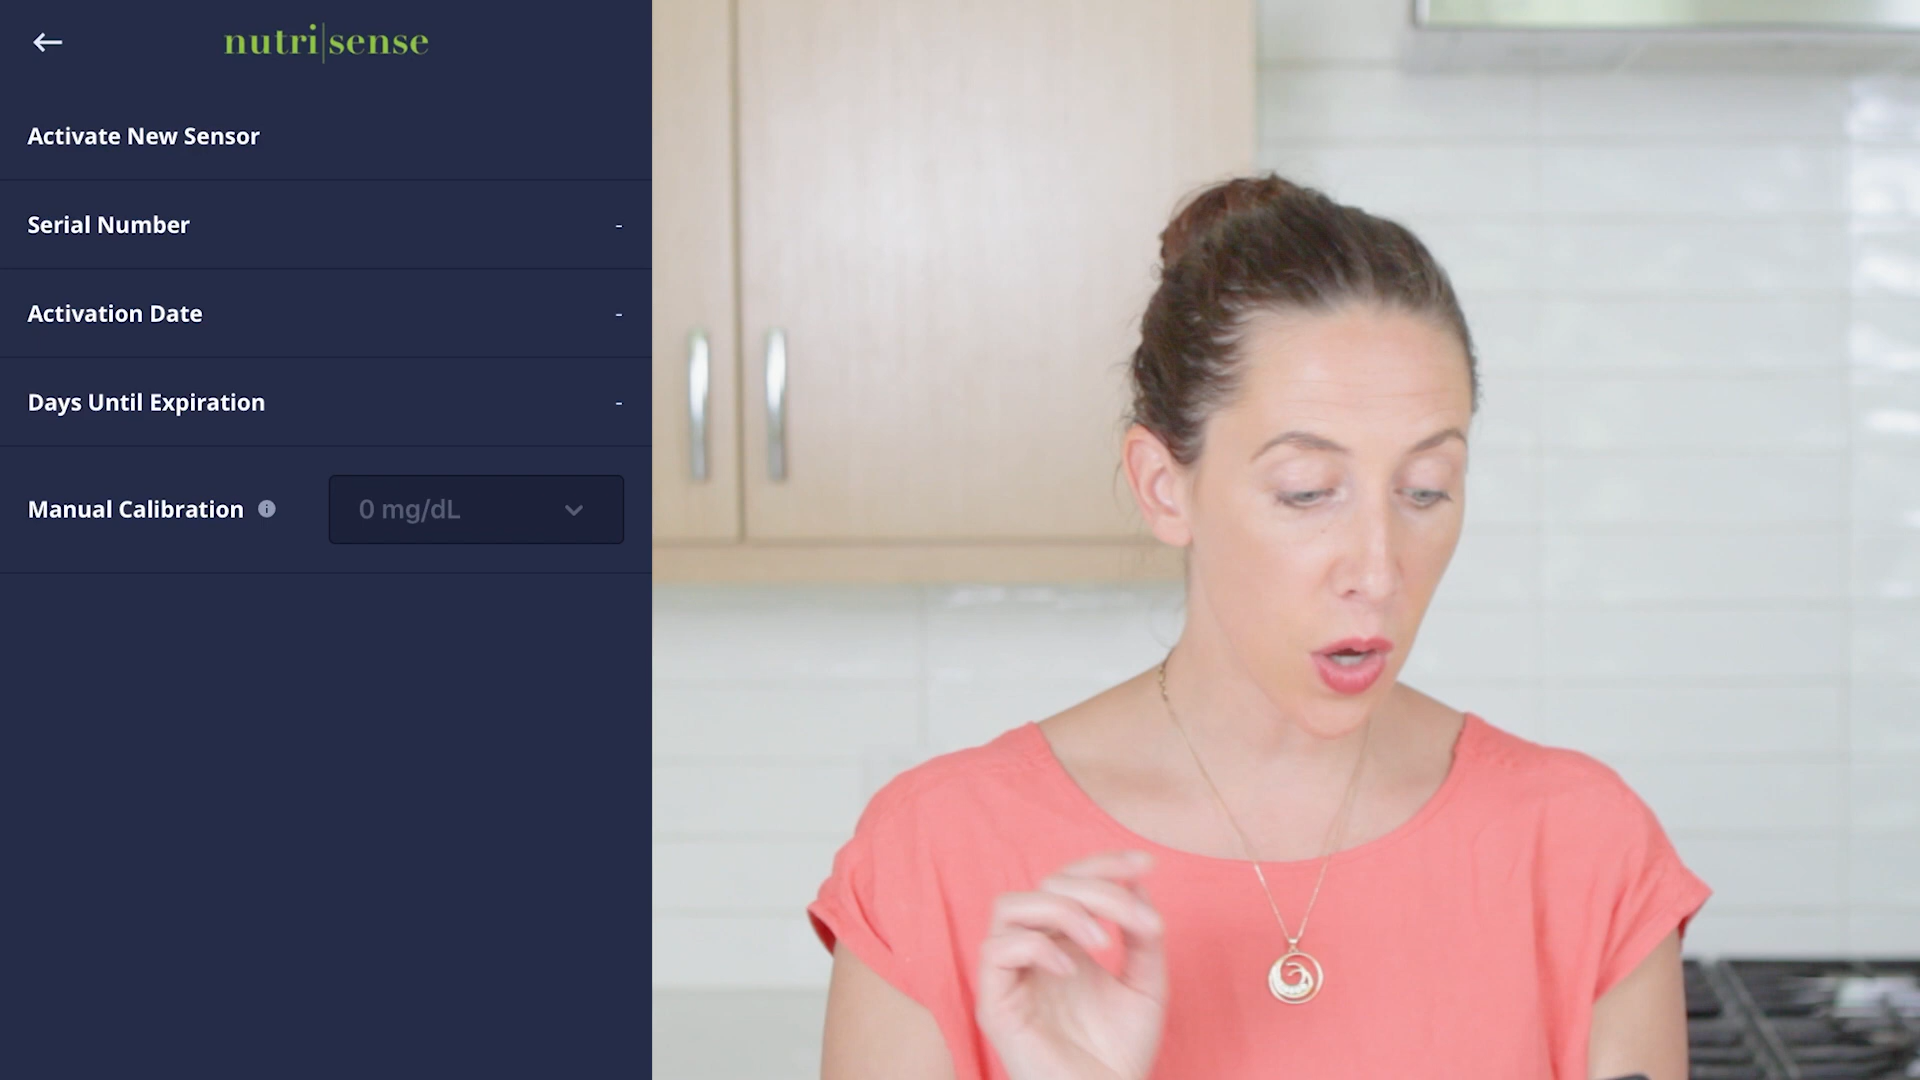 nutri|sense
Activate New Sensor
Serial Number -
Activation Date -
Days Until Expiration -
Manual Calibration 0 mg/dL